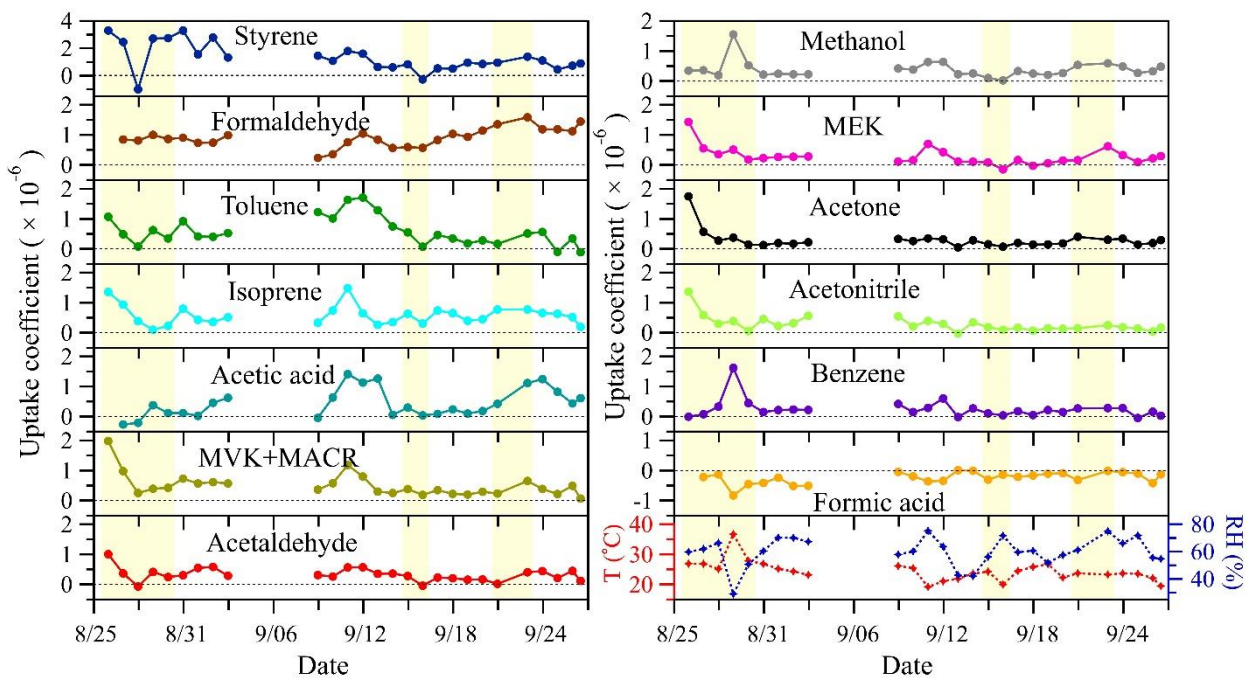 Uptake coefficient ( × 10⁻⁶)
4
2
0
Styrene
2
1
0
Formaldehyde
2
1
0
Toluene
2
1
0
Isoprene
2
1
0
Acetic acid
2
1
0
MVK+MACR
2
1
0
Acetaldehyde
8/25 8/31 9/06 9/12 9/18 9/24
Date
Uptake coefficient ( × 10⁻⁶)
2
1
0
Methanol
2
1
0
MEK
2
1
0
Acetone
2
1
0
Acetonitrile
2
1
0
Benzene
1
0
-1
Formic acid
T (°C)
40
30
20
80
60
40
RH (%)
8/25 8/31 9/06 9/12 9/18 9/24
Date